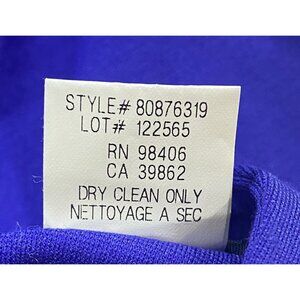 STYLE# 80876319
LOT# 122565
RN 98406
CA 39862
DRY CLEAN ONLY
NETTOYAGE A SEC